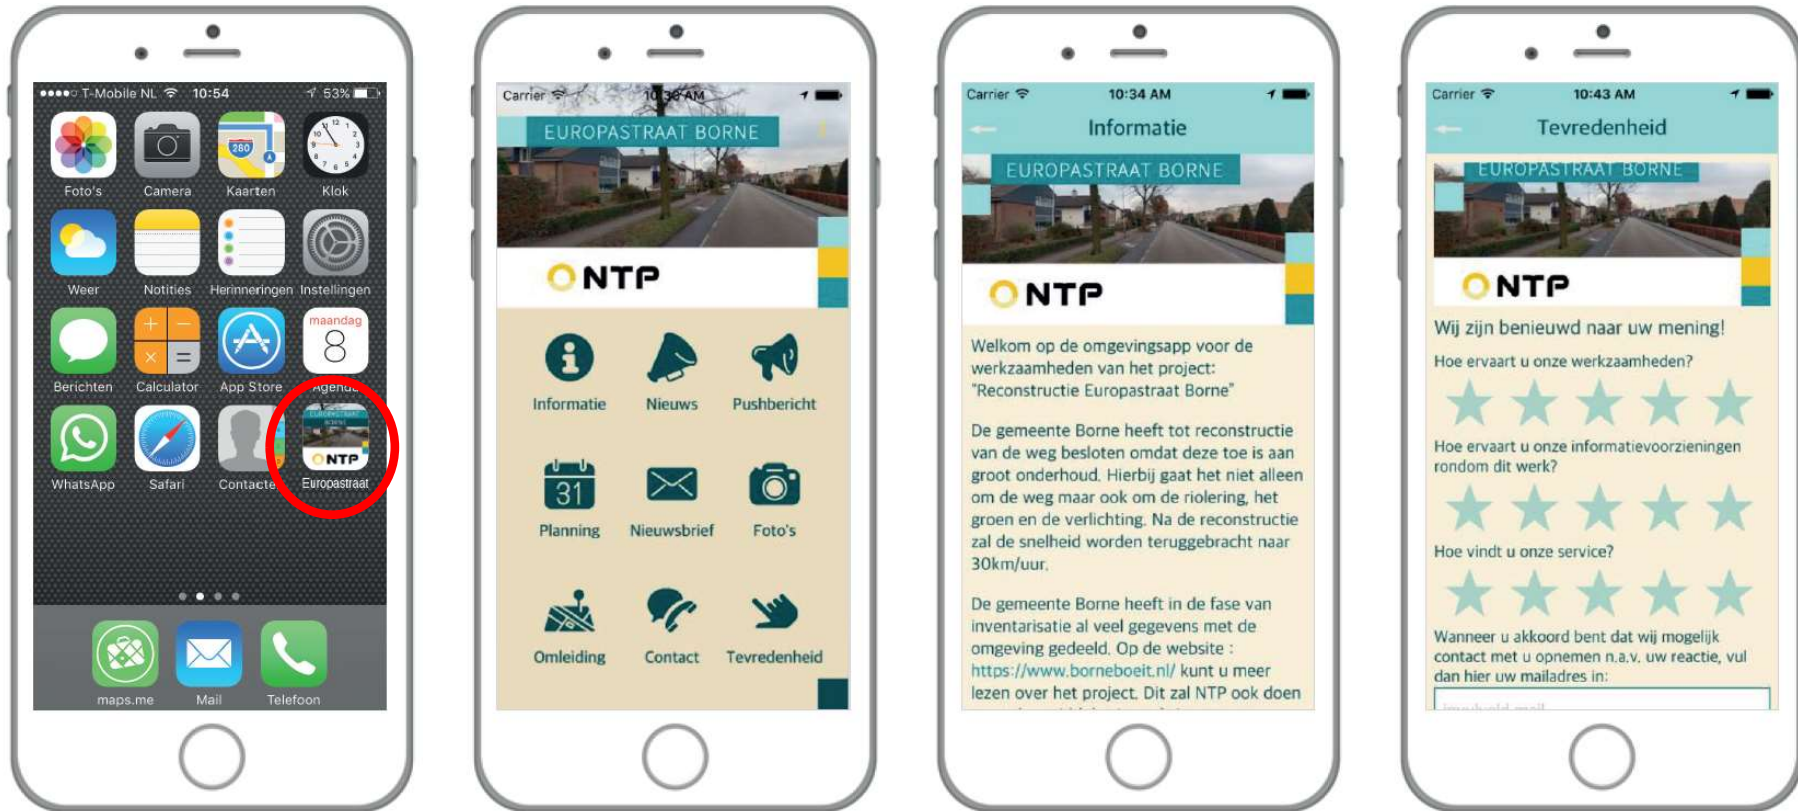 T-Mobile NL 10:54 53%
280
12
Foto's Camera Kaarten Klok
Weer Notities Herinneringen Instellingen
maandag
8
Berichten Calculator App Store Agenda
EUROPASTRAAT
BORNE
NTP
WhatsApp Safari Contacten Europastraat
maps.me Mail Telefoon
Carrier 10:33 AM
EUROPASTRAAT BORNE
NTP
Informatie Nieuws Pushbericht
31
Planning Nieuwsbrief Foto's
Omleiding Contact Tevredenheid
Carrier 10:34 AM
Informatie
EUROPASTRAAT BORNE
NTP
Welkom op de omgevingsapp voor de
werkzaamheden van het project:
"Reconstructie Europastraat Borne"
De gemeente Borne heeft tot reconstructie
van de weg besloten omdat deze toe is aan
groot onderhoud. Hierbij gaat het niet alleen
om de weg maar ook om de riolering, het
groen en de verlichting. Na de reconstructie
zal de snelheid worden teruggebracht naar
30km/uur.
De gemeente Borne heeft in de fase van
inventarisatie al veel gegevens met de
omgeving gedeeld. Op de website :
https://www.borneboeit.nl/ kunt u meer
lezen over het project. Dit zal NTP ook doen
Carrier 10:43 AM
Tevredenheid
EUROPASTRAAT BORNE
NTP
Wij zijn benieuwd naar uw mening!
Hoe ervaart u onze werkzaamheden?
Hoe ervaart u onze informatievoorzieningen
rondom dit werk?
Hoe vindt u onze service?
Wanneer u akkoord bent dat wij mogelijk
contact met u opnemen n.a.v. uw reactie, vul
dan hier uw mailadres in: